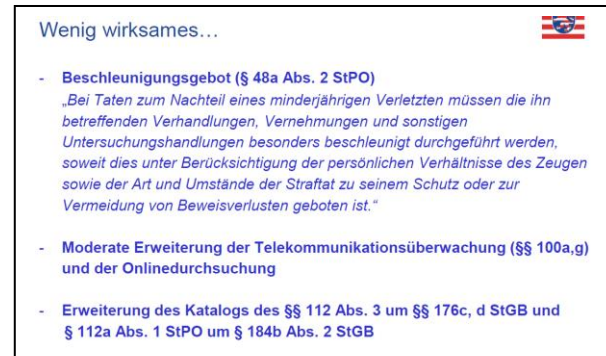 Wenig wirksames…
- Beschleunigungsgebot (§ 48a Abs. 2 StPO)
„Bei Taten zum Nachteil eines minderjährigen Verletzten müssen die ihn
betreffenden Verhandlungen, Vernehmungen und sonstigen
Untersuchungshandlungen besonders beschleunigt durchgeführt werden,
soweit dies unter Berücksichtigung der persönlichen Verhältnisse des Zeugen
sowie der Art und Umstände der Straftat zu seinem Schutz oder zur
Vermeidung von Beweisverlusten geboten ist.“
- Moderate Erweiterung der Telekommunikationsüberwachung (§§ 100a,g)
und der Onlinedurchsuchung
- Erweiterung des Katalogs des §§ 112 Abs. 3 um §§ 176c, d StGB und
§ 112a Abs. 1 StPO um § 184b Abs. 2 StGB